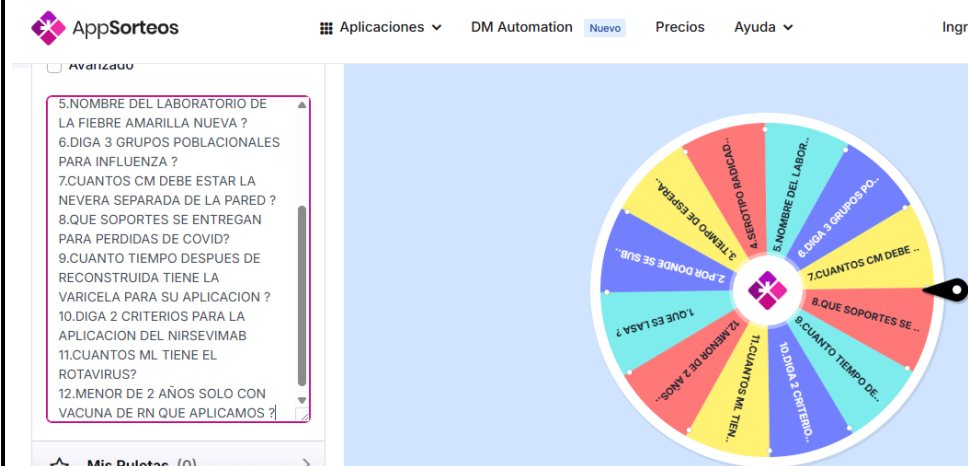 AppSorteos
Aplicaciones
DM Automation Nuevo
Precios
Ayuda
Ingr
Avanzado
5.NOMBRE DEL LABORATORIO DE
LA FIEBRE AMARILLA NUEVA ?
6.DIGA 3 GRUPOS POBLACIONALES
PARA INFLUENZA ?
7.CUANTOS CM DEBE ESTAR LA
NEVERA SEPARADA DE LA PARED ?
8.QUE SOPORTES SE ENTREGAN
PARA PERDIDAS DE COVID?
9.CUANTO TIEMPO DESPUES DE
RECONSTRUIDA TIENE LA
VARICELA PARA SU APLICACION ?
10.DIGA 2 CRITERIOS PARA LA
APLICACION DEL NIRSEVIMAB
11.CUANTOS ML TIENE EL
ROTAVIRUS?
12.MENOR DE 2 AÑOS SOLO CON
VACUNA DE RN QUE APLICAMOS ?
Mis Ruletas (0)
1.QUE ES LASA ?
2.POR DONDE SE SUB..
3.TIEMPO DE ESPERA..
4.SEROTIPO RADICAD..
5.NOMBRE DEL LABOR..
6.DIGA 3 GRUPOS PO..
7.CUANTOS CM DEBE ..
8.QUE SOPORTES SE ..
9.CUANTO TIEMPO DE..
10.DIGA 2 CRITERIO..
11.CUANTOS ML TIEN..
12.MENOR DE 2 AÑOS..